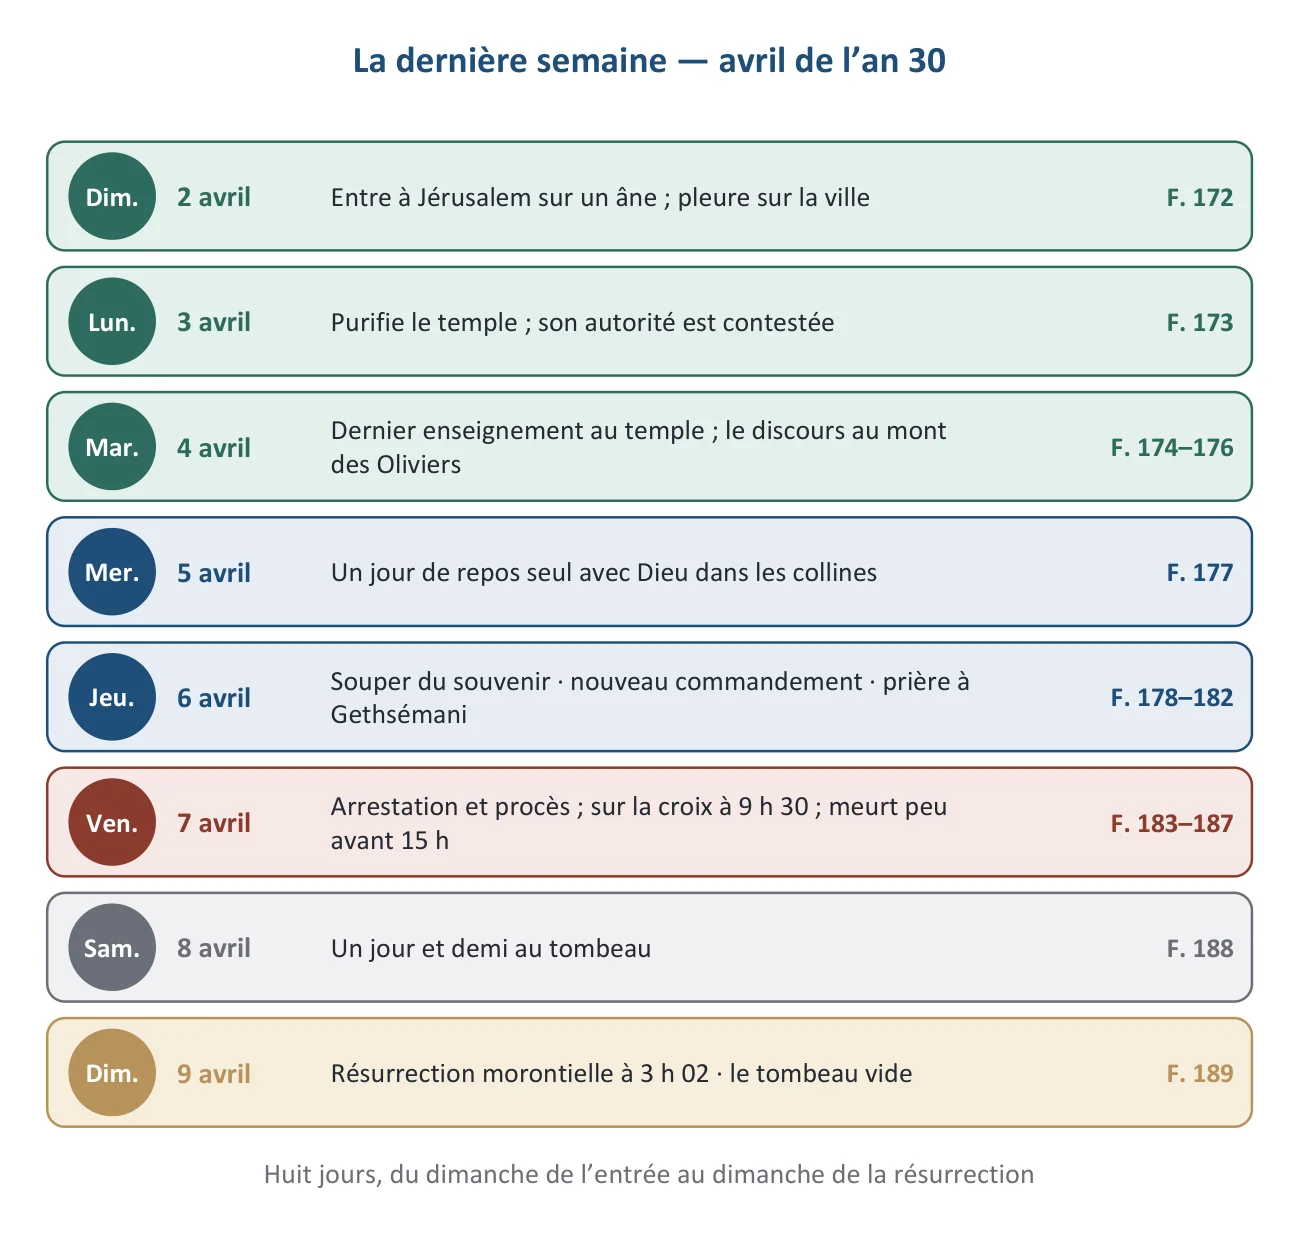 La dernière semaine — avril de l’an 30
Dim. 2 avril Entre à Jérusalem sur un âne ; pleure sur la ville F. 172
Lun. 3 avril Purifie le temple ; son autorité est contestée F. 173
Mar. 4 avril Dernier enseignement au temple ; le discours au mont
des Oliviers F. 174–176
Mer. 5 avril Un jour de repos seul avec Dieu dans les collines F. 177
Jeu. 6 avril Souper du souvenir · nouveau commandement · prière à
Gethsémani F. 178–182
Ven. 7 avril Arrestation et procès ; sur la croix à 9 h 30 ; meurt peu
avant 15 h F. 183–187
Sam. 8 avril Un jour et demi au tombeau F. 188
Dim. 9 avril Résurrection morontielle à 3 h 02 · le tombeau vide F. 189
Huit jours, du dimanche de l’entrée au dimanche de la résurrection